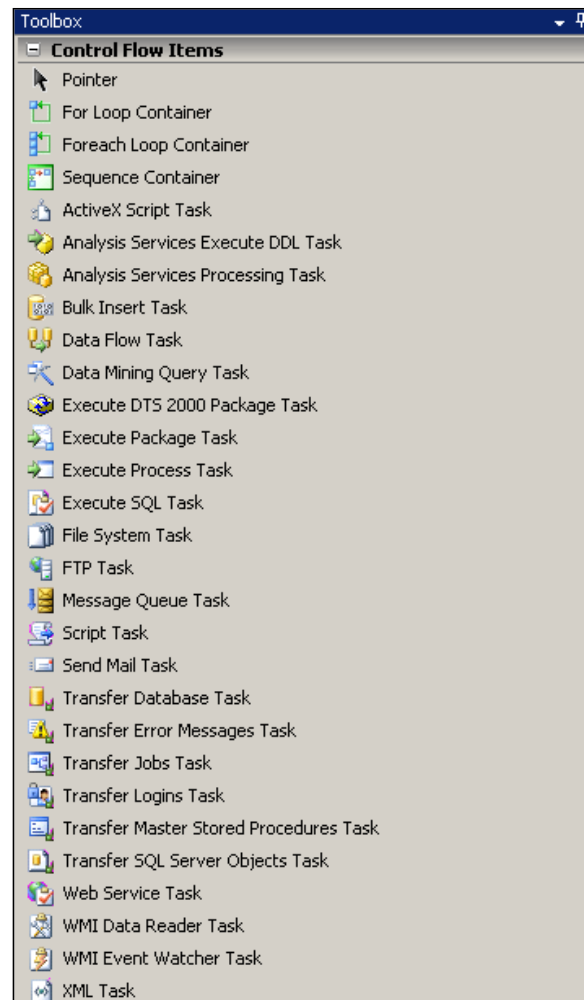 Toolbox
Control Flow Items
Pointer
For Loop Container
Foreach Loop Container
Sequence Container
ActiveX Script Task
Analysis Services Execute DDL Task
Analysis Services Processing Task
Bulk Insert Task
Data Flow Task
Data Mining Query Task
Execute DTS 2000 Package Task
Execute Package Task
Execute Process Task
Execute SQL Task
File System Task
FTP Task
Message Queue Task
Script Task
Send Mail Task
Transfer Database Task
Transfer Error Messages Task
Transfer Jobs Task
Transfer Logins Task
Transfer Master Stored Procedures Task
Transfer SQL Server Objects Task
Web Service Task
WMI Data Reader Task
WMI Event Watcher Task
XML Task